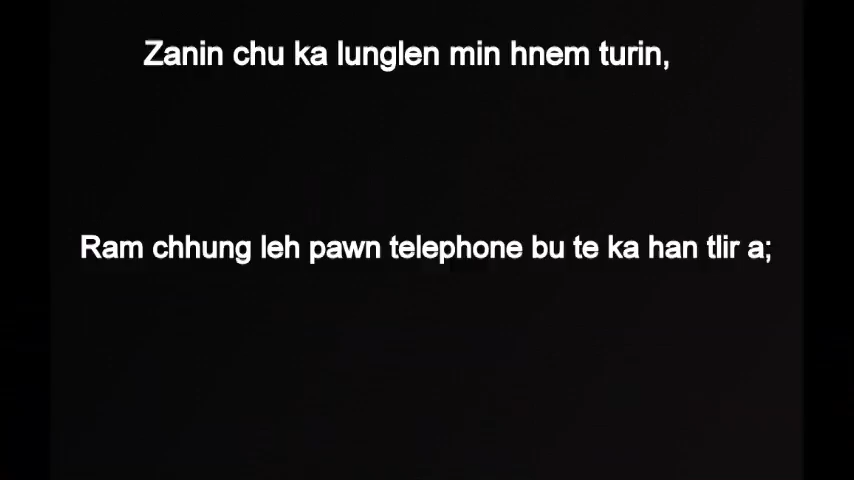 Zanin chu ka lunglen min hnem turin,
Ram chhung leh pawn telephone bu te ka han tlir a;